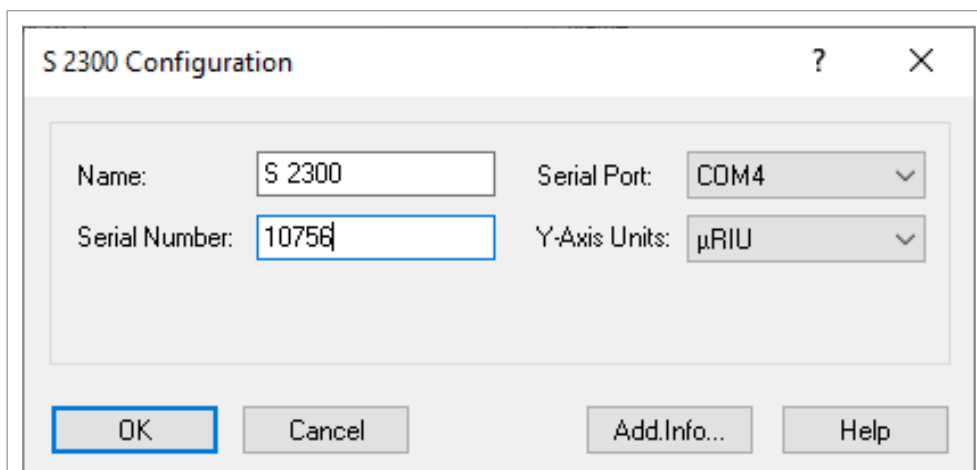 S 2300 Configuration ? ×
Name: S 2300 Serial Port: COM4
Serial Number: 10756 Y-Axis Units: µRIU
OK Cancel Add.Info... Help